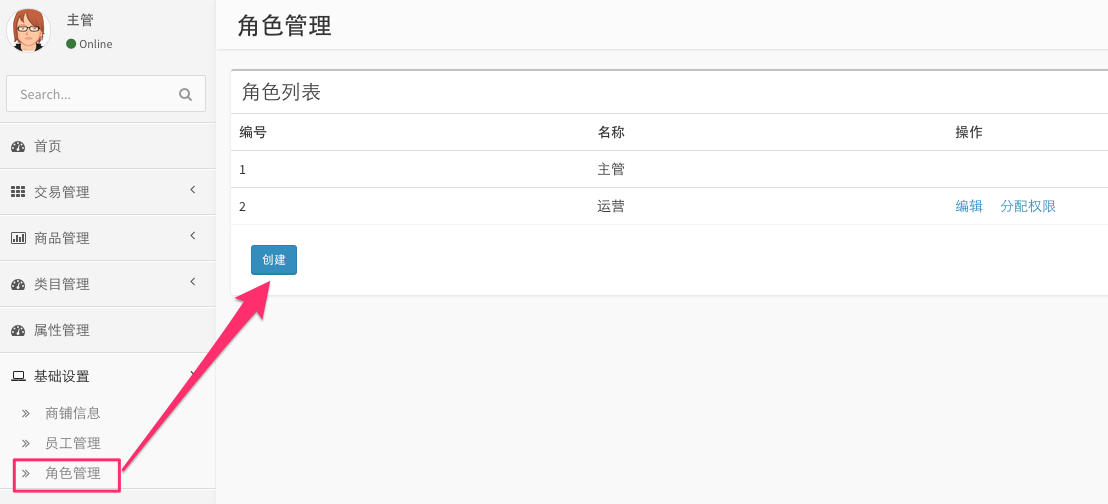 主管
Online
Search...
首页
交易管理
商品管理
类目管理
属性管理
基础设置
商铺信息
员工管理
角色管理
角色管理
角色列表
编号 名称 操作
1 主管
2 运营 编辑 分配权限
创建